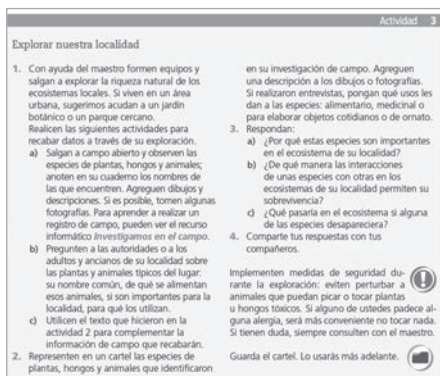 Actividad 3
Explorar nuestra localidad
1. Con ayuda del maestro formen equipos y
salgan a explorar la riqueza natural de los
ecosistemas locales. Si viven en un área
urbana, sugerimos acudan a un jardín
botánico o un parque cercano.
Realicen las siguientes actividades para
recabar datos a través de su exploración.
a) Salgan a campo abierto y observen las
especies de plantas, hongos y animales;
anoten en su cuaderno los nombres de
las que encuentren. Agreguen dibujos y
descripciones. Si es posible, tomen algunas
fotografías. Para aprender a realizar un
registro de campo, pueden ver el recurso
informático Investigamos en el campo.
b) Pregunten a las autoridades o a los
adultos y ancianos de su localidad sobre
las plantas y animales típicos del lugar:
su nombre común, de qué se alimentan
esos animales, si son importantes para la
localidad, para qué los utilizan.
c) Utilicen el texto que hicieron en la
actividad 2 para complementar la
información de campo que recabarán.
2. Representen en un cartel las especies de
plantas, hongos y animales que identificaron
en su investigación de campo. Agreguen
una descripción a los dibujos o fotografías.
Si realizaron entrevistas, pongan qué usos les
dan a las especies: alimentario, medicinal o
para elaborar objetos cotidianos o de ornato.
3. Respondan:
a) ¿Por qué estas especies son importantes
en el ecosistema de su localidad?
b) ¿De qué manera las interacciones
de unas especies con otras en los
ecosistemas de su localidad permiten su
sobrevivencia?
c) ¿Qué pasaría en el ecosistema si alguna
de las especies desapareciera?
4. Comparte tus respuestas con tus
compañeros.
Implementen medidas de seguridad du-
rante la exploración: eviten perturbar a
animales que puedan picar o tocar plantas
u hongos tóxicos. Si alguno de ustedes padece al-
guna alergia, será más conveniente no tocar nada.
Si tienen duda, siempre consulten con el maestro.
Guarda el cartel. Lo usarás más adelante.